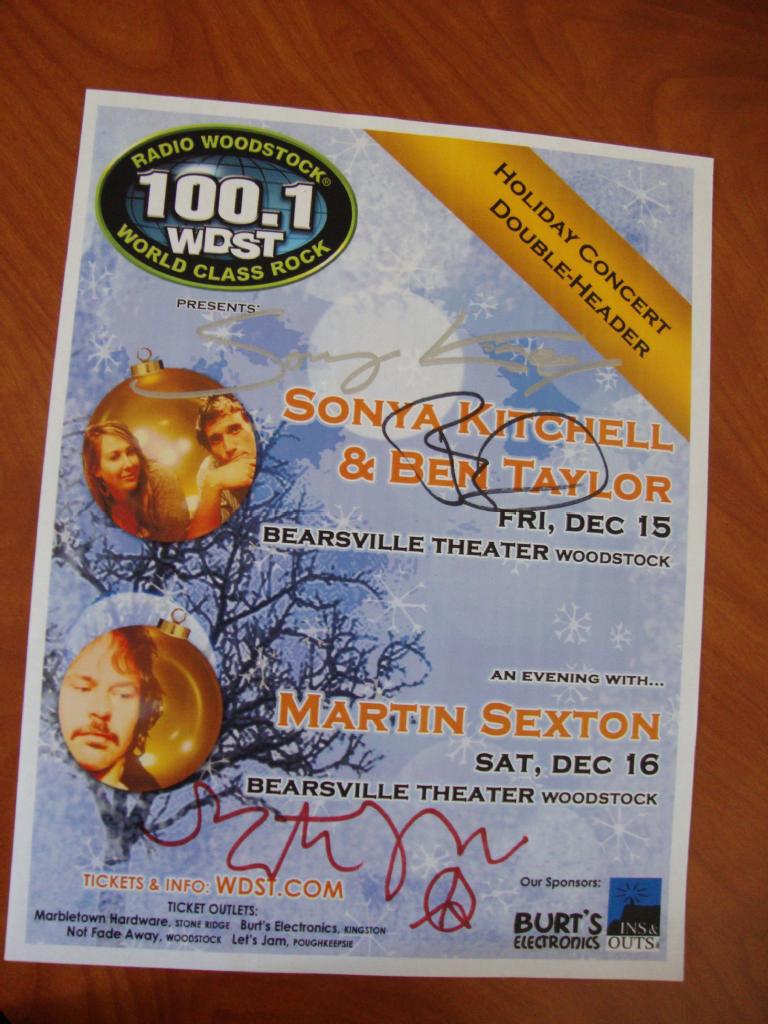 RADIO WOODSTOCK®
100.1
WDST
WORLD CLASS ROCK
HOLIDAY CONCERT
DOUBLE-HEADER
PRESENTS:
SONYA KITCHELL
& BEN TAYLOR
FRI, DEC 15
BEARSVILLE THEATER WOODSTOCK
AN EVENING WITH...
MARTIN SEXTON
SAT, DEC 16
BEARSVILLE THEATER WOODSTOCK
TICKETS & INFO: WDST.COM
TICKET OUTLETS:
Marbletown Hardware, STONE RIDGE Burt's Electronics, KINGSTON
Not Fade Away, WOODSTOCK Let's Jam, POUGHKEEPSIE
Our Sponsors:
BURT'S
ELECTRONICS
INS &
OUTS